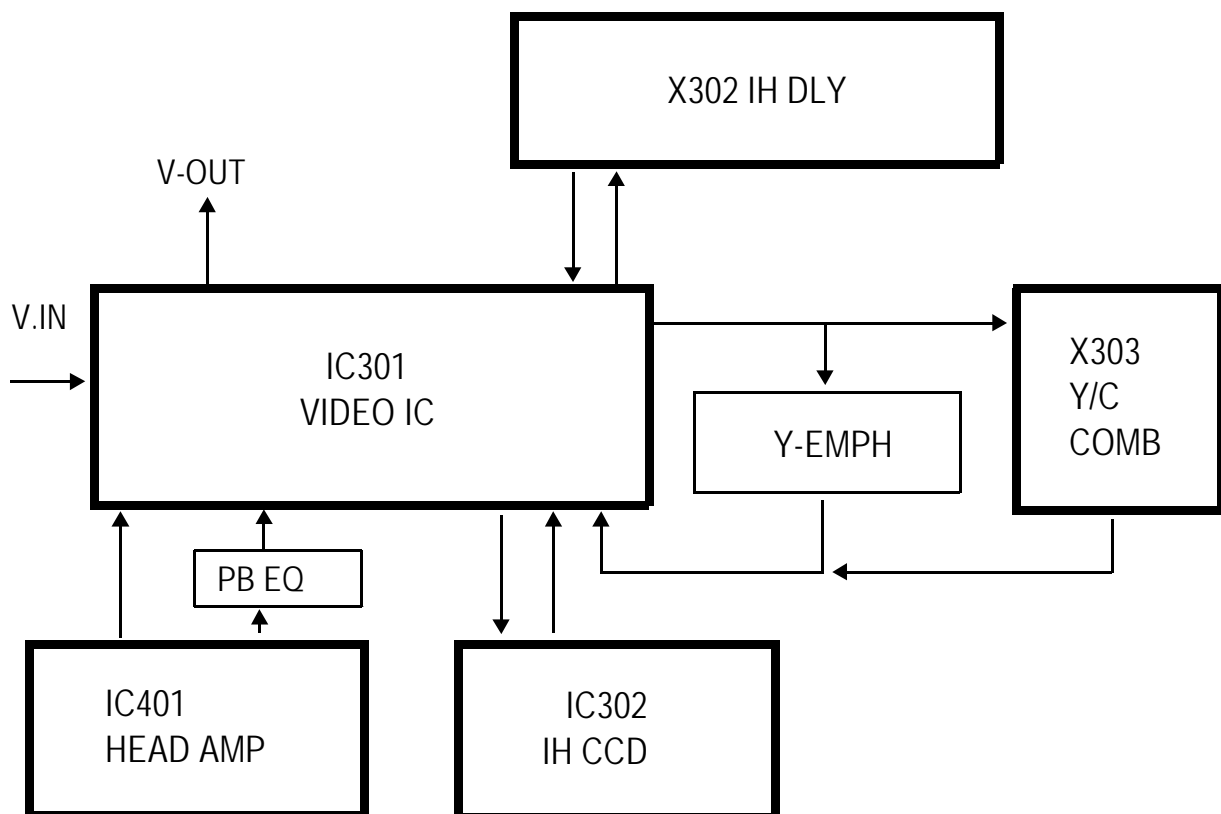 X302 IH DLY
V-OUT
V.IN
IC301
VIDEO IC
X303
Y/C
COMB
Y-EMPH
PB EQ
IC401
HEAD AMP
IC302
IH CCD